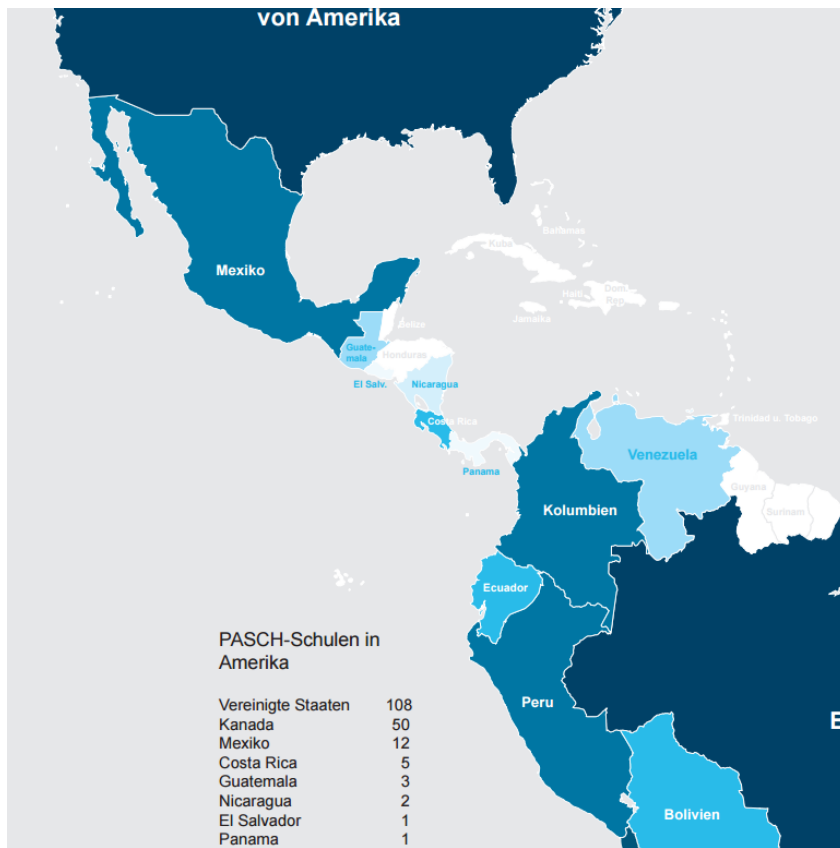 von Amerika
Mexiko
Bahamas
Kuba
Haiti
Dom.
Rep.
Jamaika
Belize
Guate-
mala
Honduras
El Salv.
Nicaragua
Costa Rica
Panama
Trinidad u. Tobago
Venezuela
Guyana
Surinam
Kolumbien
Ecuador
Peru
B
Bolivien
PASCH-Schulen in
Amerika
Vereinigte Staaten 108
Kanada 50
Mexiko 12
Costa Rica 5
Guatemala 3
Nicaragua 2
El Salvador 1
Panama 1